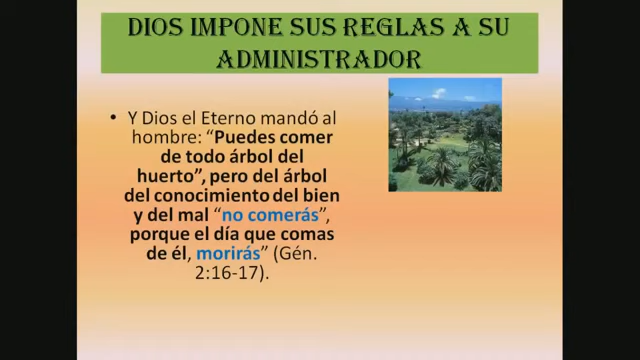 DIOS IMPONE SUS REGLAS A SU
ADMINISTRADOR
• Y Dios el Eterno mandó al
hombre: “Puedes comer
de todo árbol del
huerto”, pero del árbol
del conocimiento del bien
y del mal “no comerás”,
porque el día que comas
de él, morirás” (Gén.
2:16-17).